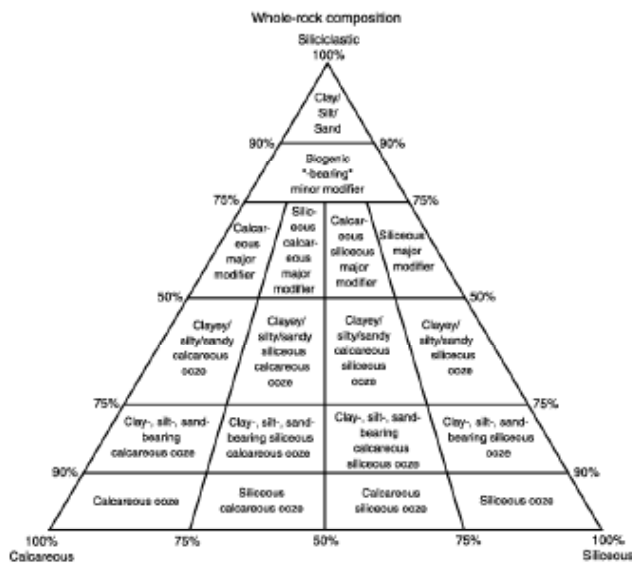 Whole-rock composition
Siliciclastic
100%
Clay/
Silt/
Sand
90%
90%
Biogenic
"-bearing"
minor modifier
75%
75%
Calcar-
eous
major
modifier
Silic-
eous
calcar-
eous
major
modifier
Calcar-
eous
siliceous
major
modifier
Siliceous
major
modifier
50%
50%
Clayey/
silty/sandy
calcareous
ooze
Clayey/
silty/sandy
siliceous
calcareous
ooze
Clayey/
silty/sandy
calcareous
siliceous
ooze
Clayey/
silty/sandy
siliceous
ooze
75%
75%
Clay-, silt-, sand-
bearing
calcareous ooze
Clay-, silt-, sand-
bearing siliceous
calcareous ooze
Clay-, silt-, sand-
bearing
calcareous
siliceous ooze
Clay-, silt-, sand-
bearing siliceous
ooze
90%
90%
Calcareous ooze
Siliceous
calcareous ooze
Calcareous
siliceous ooze
Siliceous ooze
100%
75%
50%
75%
100%
Calcareous
Siliceous